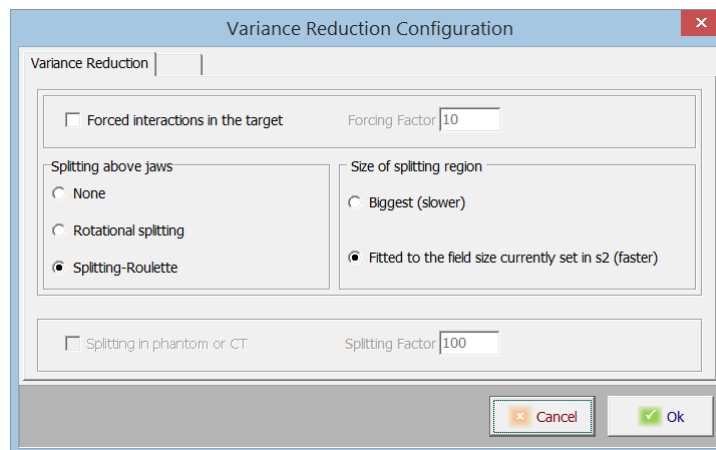 Variance Reduction Configuration
Variance Reduction
Forced interactions in the target
Forcing Factor 10
Splitting above jaws
None
Rotational splitting
Splitting-Roulette
Size of splitting region
Biggest (slower)
Fitted to the field size currently set in s2 (faster)
Splitting in phantom or CT
Splitting Factor 100
Cancel
Ok